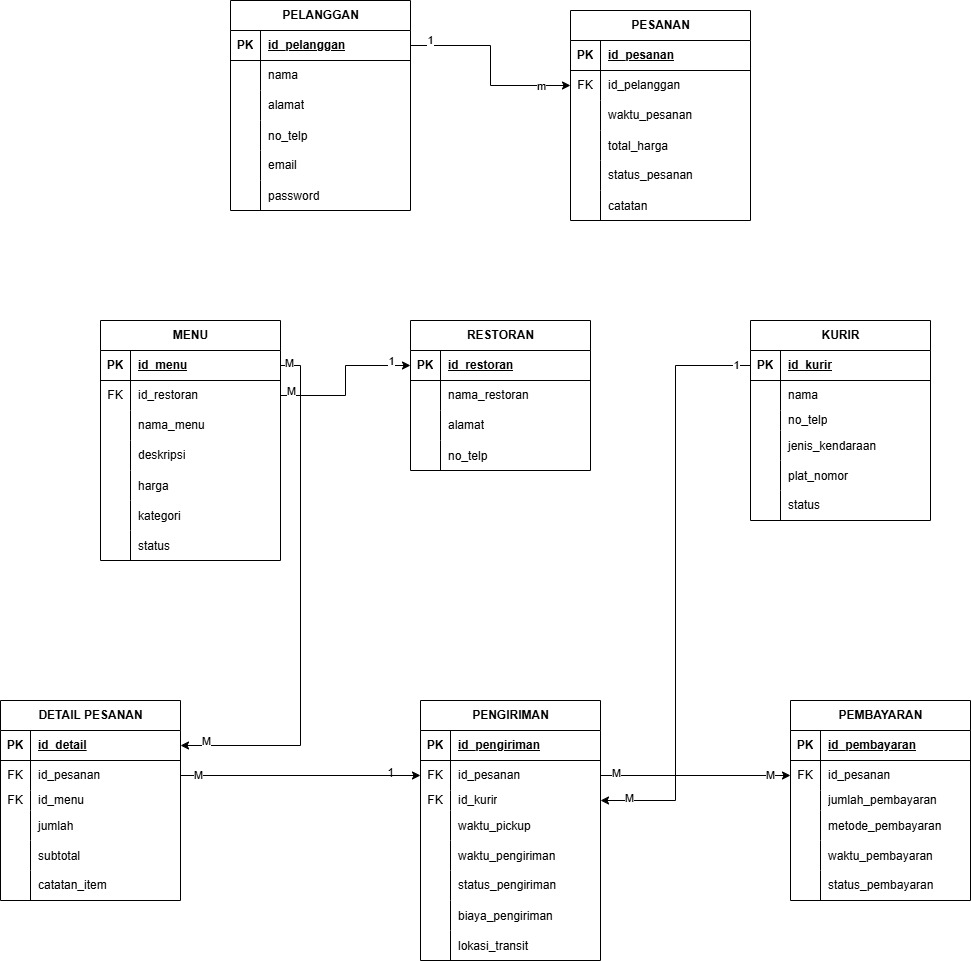 PELANGGAN
PK id_pelanggan
nama
alamat
no_telp
email
password
1
m
PESANAN
PK id_pesanan
FK id_pelanggan
waktu_pesanan
total_harga
status_pesanan
catatan
MENU
PK id_menu
FK id_restoran
nama_menu
deskripsi
harga
kategori
status
M
M
1
RESTORAN
PK id_restoran
nama_restoran
alamat
no_telp
1
KURIR
PK id_kurir
nama
no_telp
jenis_kendaraan
plat_nomor
status
DETAIL PESANAN
PK id_detail
FK id_pesanan
FK id_menu
jumlah
subtotal
catatan_item
M
M
1
PENGIRIMAN
PK id_pengiriman
FK id_pesanan
FK id_kurir
waktu_pickup
waktu_pengiriman
status_pengiriman
biaya_pengiriman
lokasi_transit
M
M
M
PEMBAYARAN
PK id_pembayaran
FK id_pesanan
jumlah_pembayaran
metode_pembayaran
waktu_pembayaran
status_pembayaran